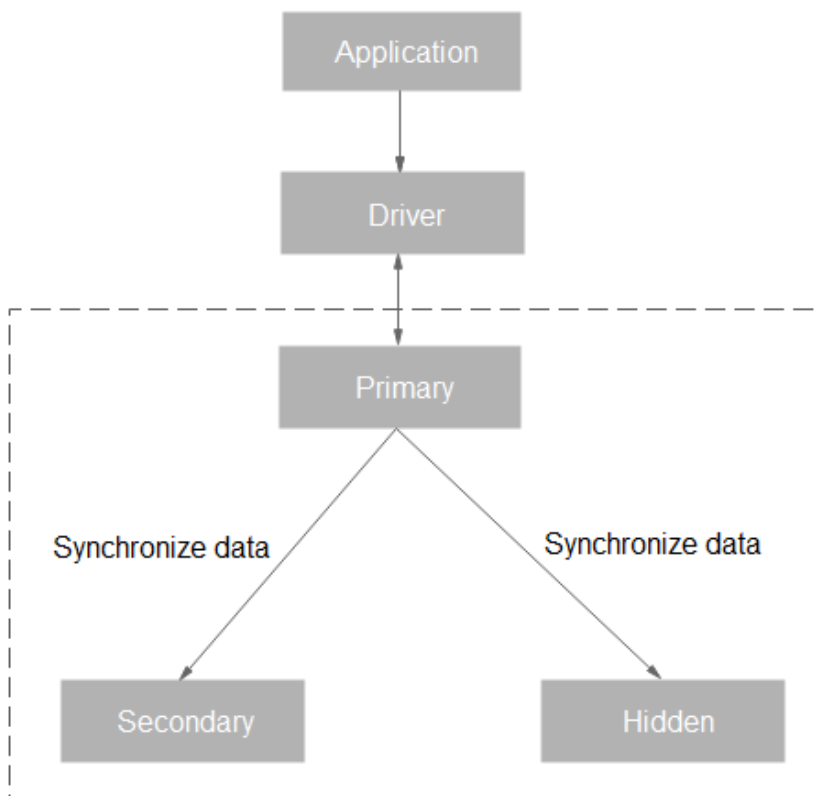 Application
Driver
Primary
Synchronize data
Synchronize data
Secondary
Hidden